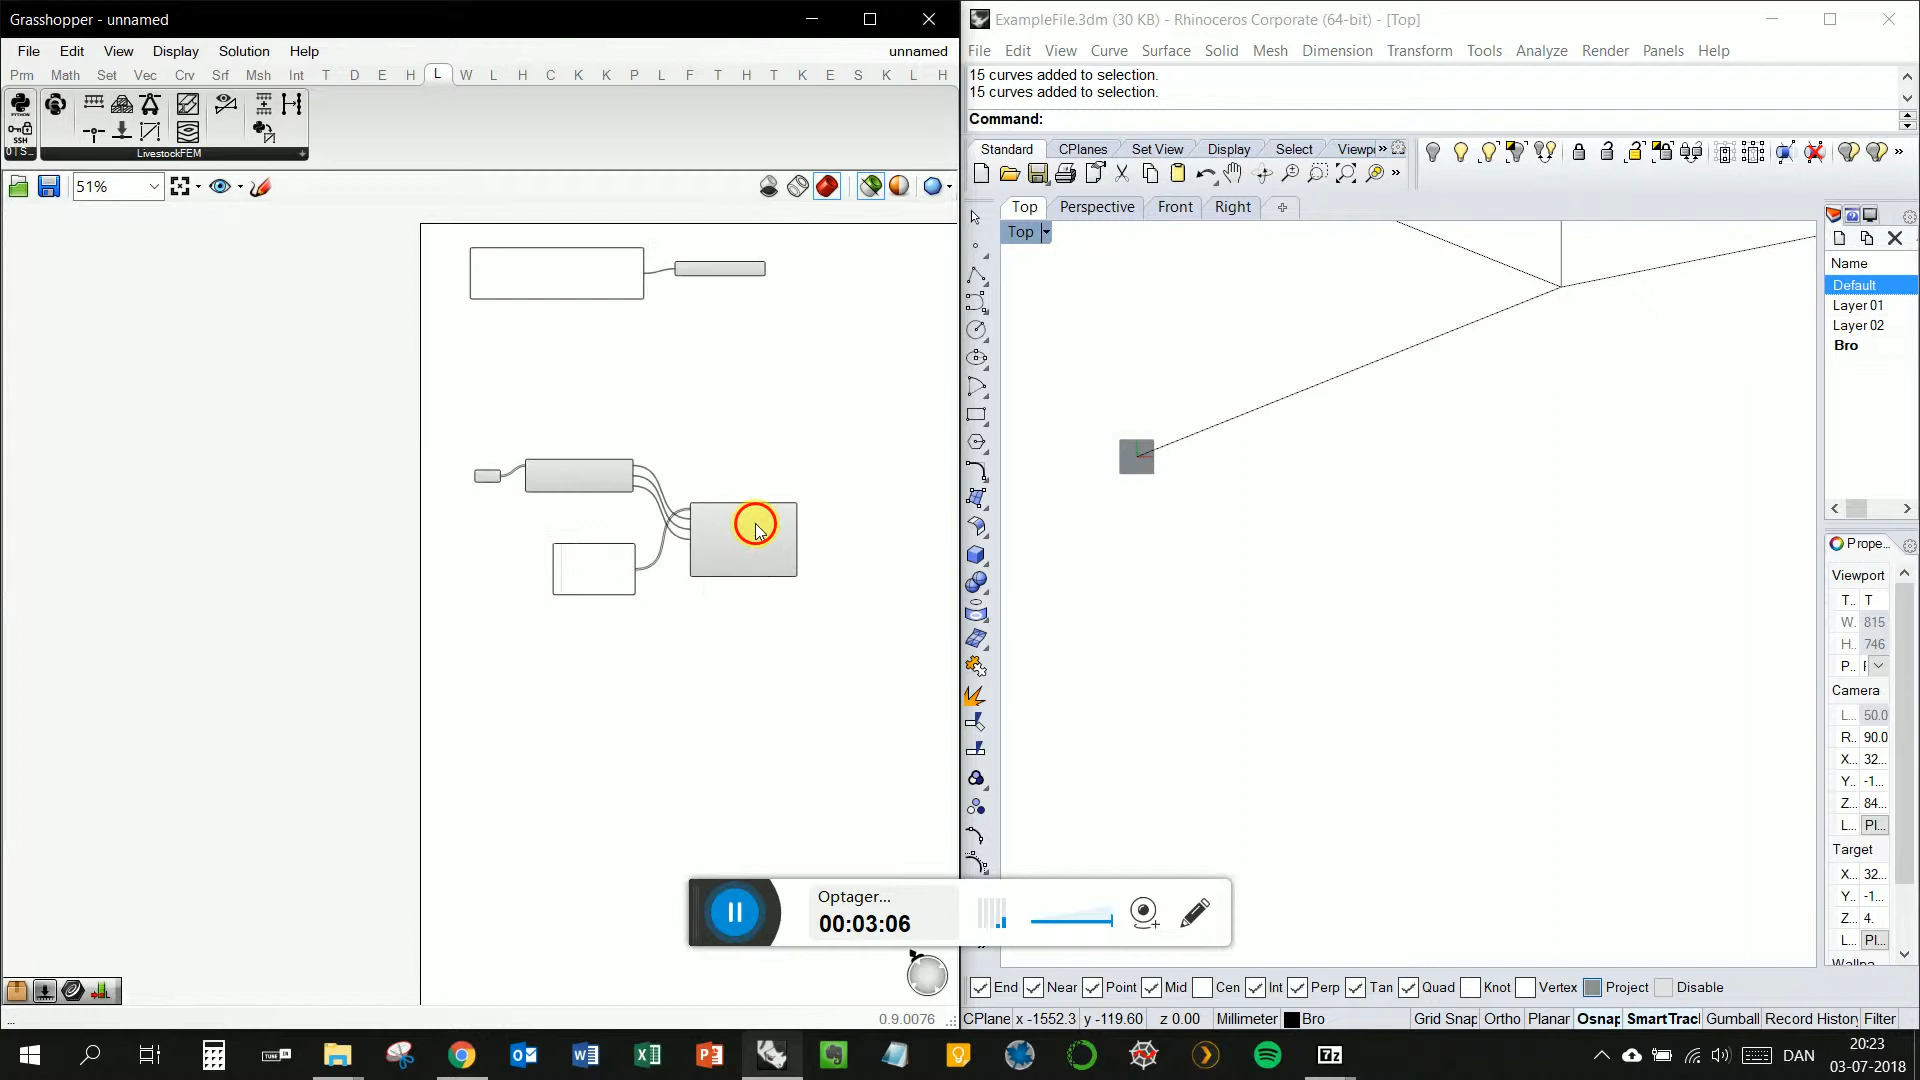 Grasshopper - unnamed
File Edit View Display Solution Help unnamed
Prm Math Set Vec Crv Srf Msh Int T D E H L W L H C K K P L F T H T K E S K L H
PYTHON
SSH
LivestockFEM
51%
0.9.0076
...
ExampleFile.3dm (30 KB) - Rhinoceros Corporate (64-bit) - [Top]
File Edit View Curve Surface Solid Mesh Dimension Transform Tools Analyze Render Panels Help
15 curves added to selection.
15 curves added to selection.
Command:
Standard CPlanes Set View Display Select Viewp
Top Perspective Front Right
Top
Name
Default
Layer 01
Layer 02
Bro
Prope...
Viewport
T.. T
W. 815
H.. 746
P..
Camera
L... 50.0
R.. 90.0
X... 32...
Y... -1...
Z... 84...
L... Pl...
Target
X... 32...
Y... -1...
Z... 4.
L... Pl...
Optager...
00:03:06
End Near Point Mid Cen Int Perp Tan Quad Knot Vertex Project Disable
CPlane x -1552.3 y -119.60 z 0.00 Millimeter Bro Grid Snap Ortho Planar Osnap SmartTrack Gumball Record History Filter
DAN
20:23
03-07-2018